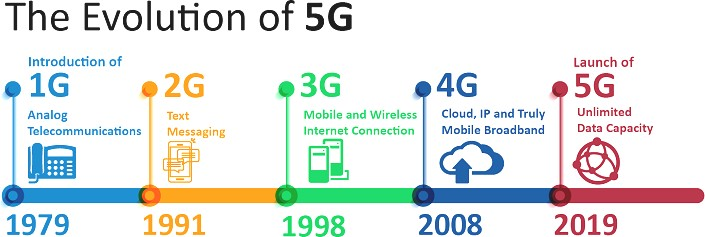 The Evolution of 5G
Introduction of
1G
Analog
Telecommunications
1979
2G
Text
Messaging
1991
3G
Mobile and Wireless
Internet Connection
1998
4G
Cloud, IP and Truly
Mobile Broadband
2008
Launch of
5G
Unlimited
Data Capacity
2019